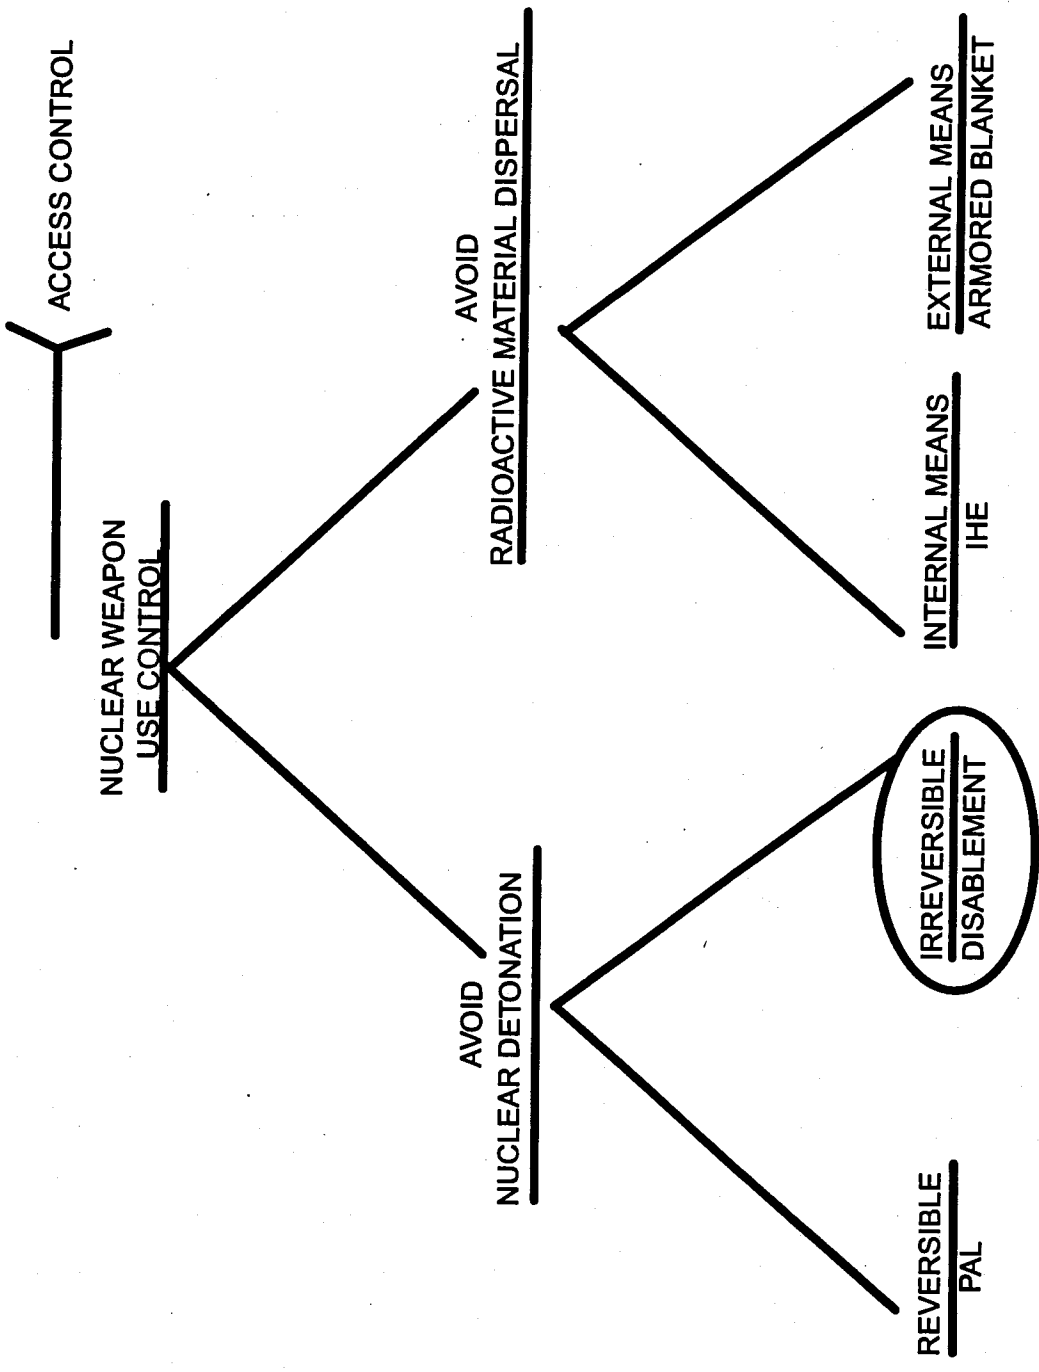 ACCESS CONTROL
NUCLEAR WEAPON
USE CONTROL
AVOID
NUCLEAR DETONATION
AVOID
RADIOACTIVE MATERIAL DISPERSAL
REVERSIBLE
PAL
IRREVERSIBLE
DISABLEMENT
INTERNAL MEANS
IHE
EXTERNAL MEANS
ARMORED BLANKET